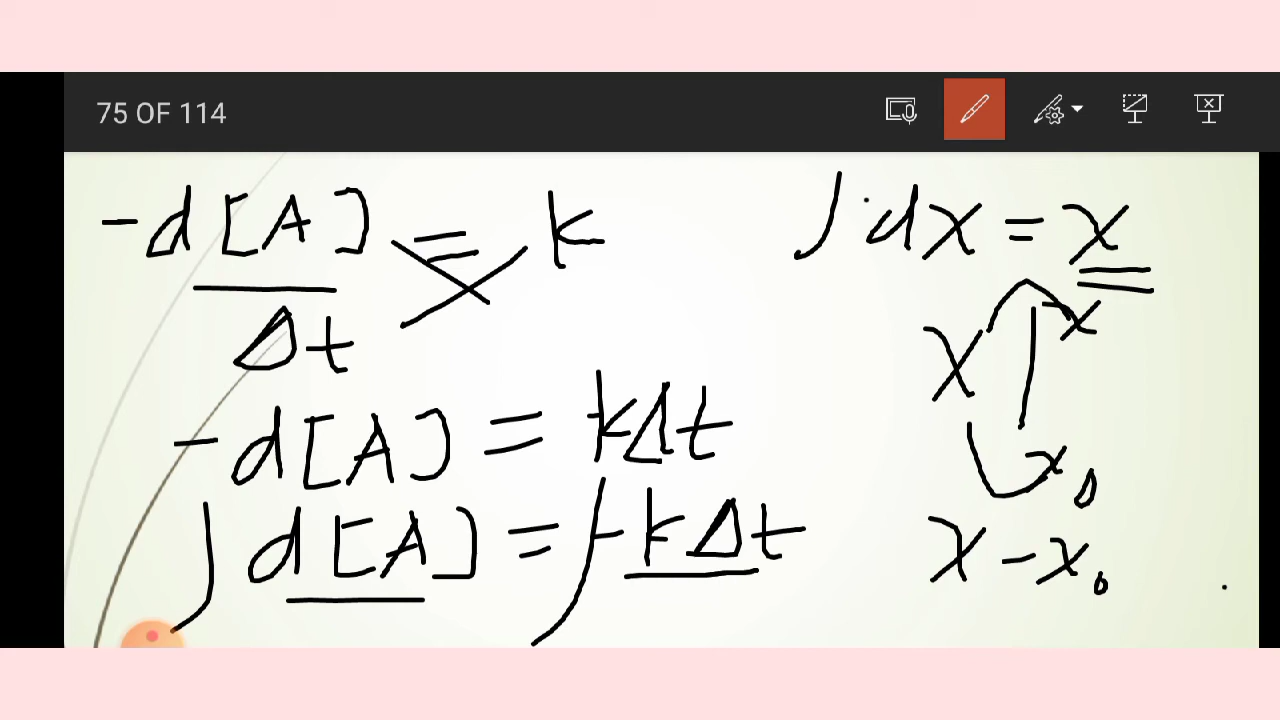 75 OF 114
-d[A] = k
Δt
-d[A] = kΔt
∫ d[A] = ∫ -kΔt
∫ dx = x
x | x
x₀
x - x₀